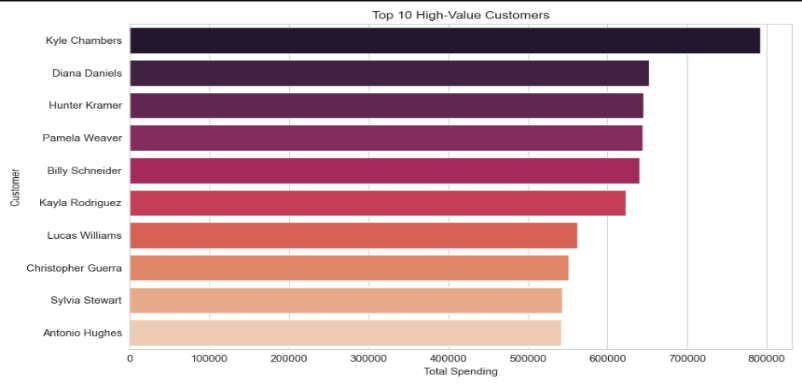 Top 10 High-Value Customers
Customer
Kyle Chambers
Diana Daniels
Hunter Kramer
Pamela Weaver
Billy Schneider
Kayla Rodriguez
Lucas Williams
Christopher Guerra
Sylvia Stewart
Antonio Hughes
0 100000 200000 300000 400000 500000 600000 700000 800000
Total Spending